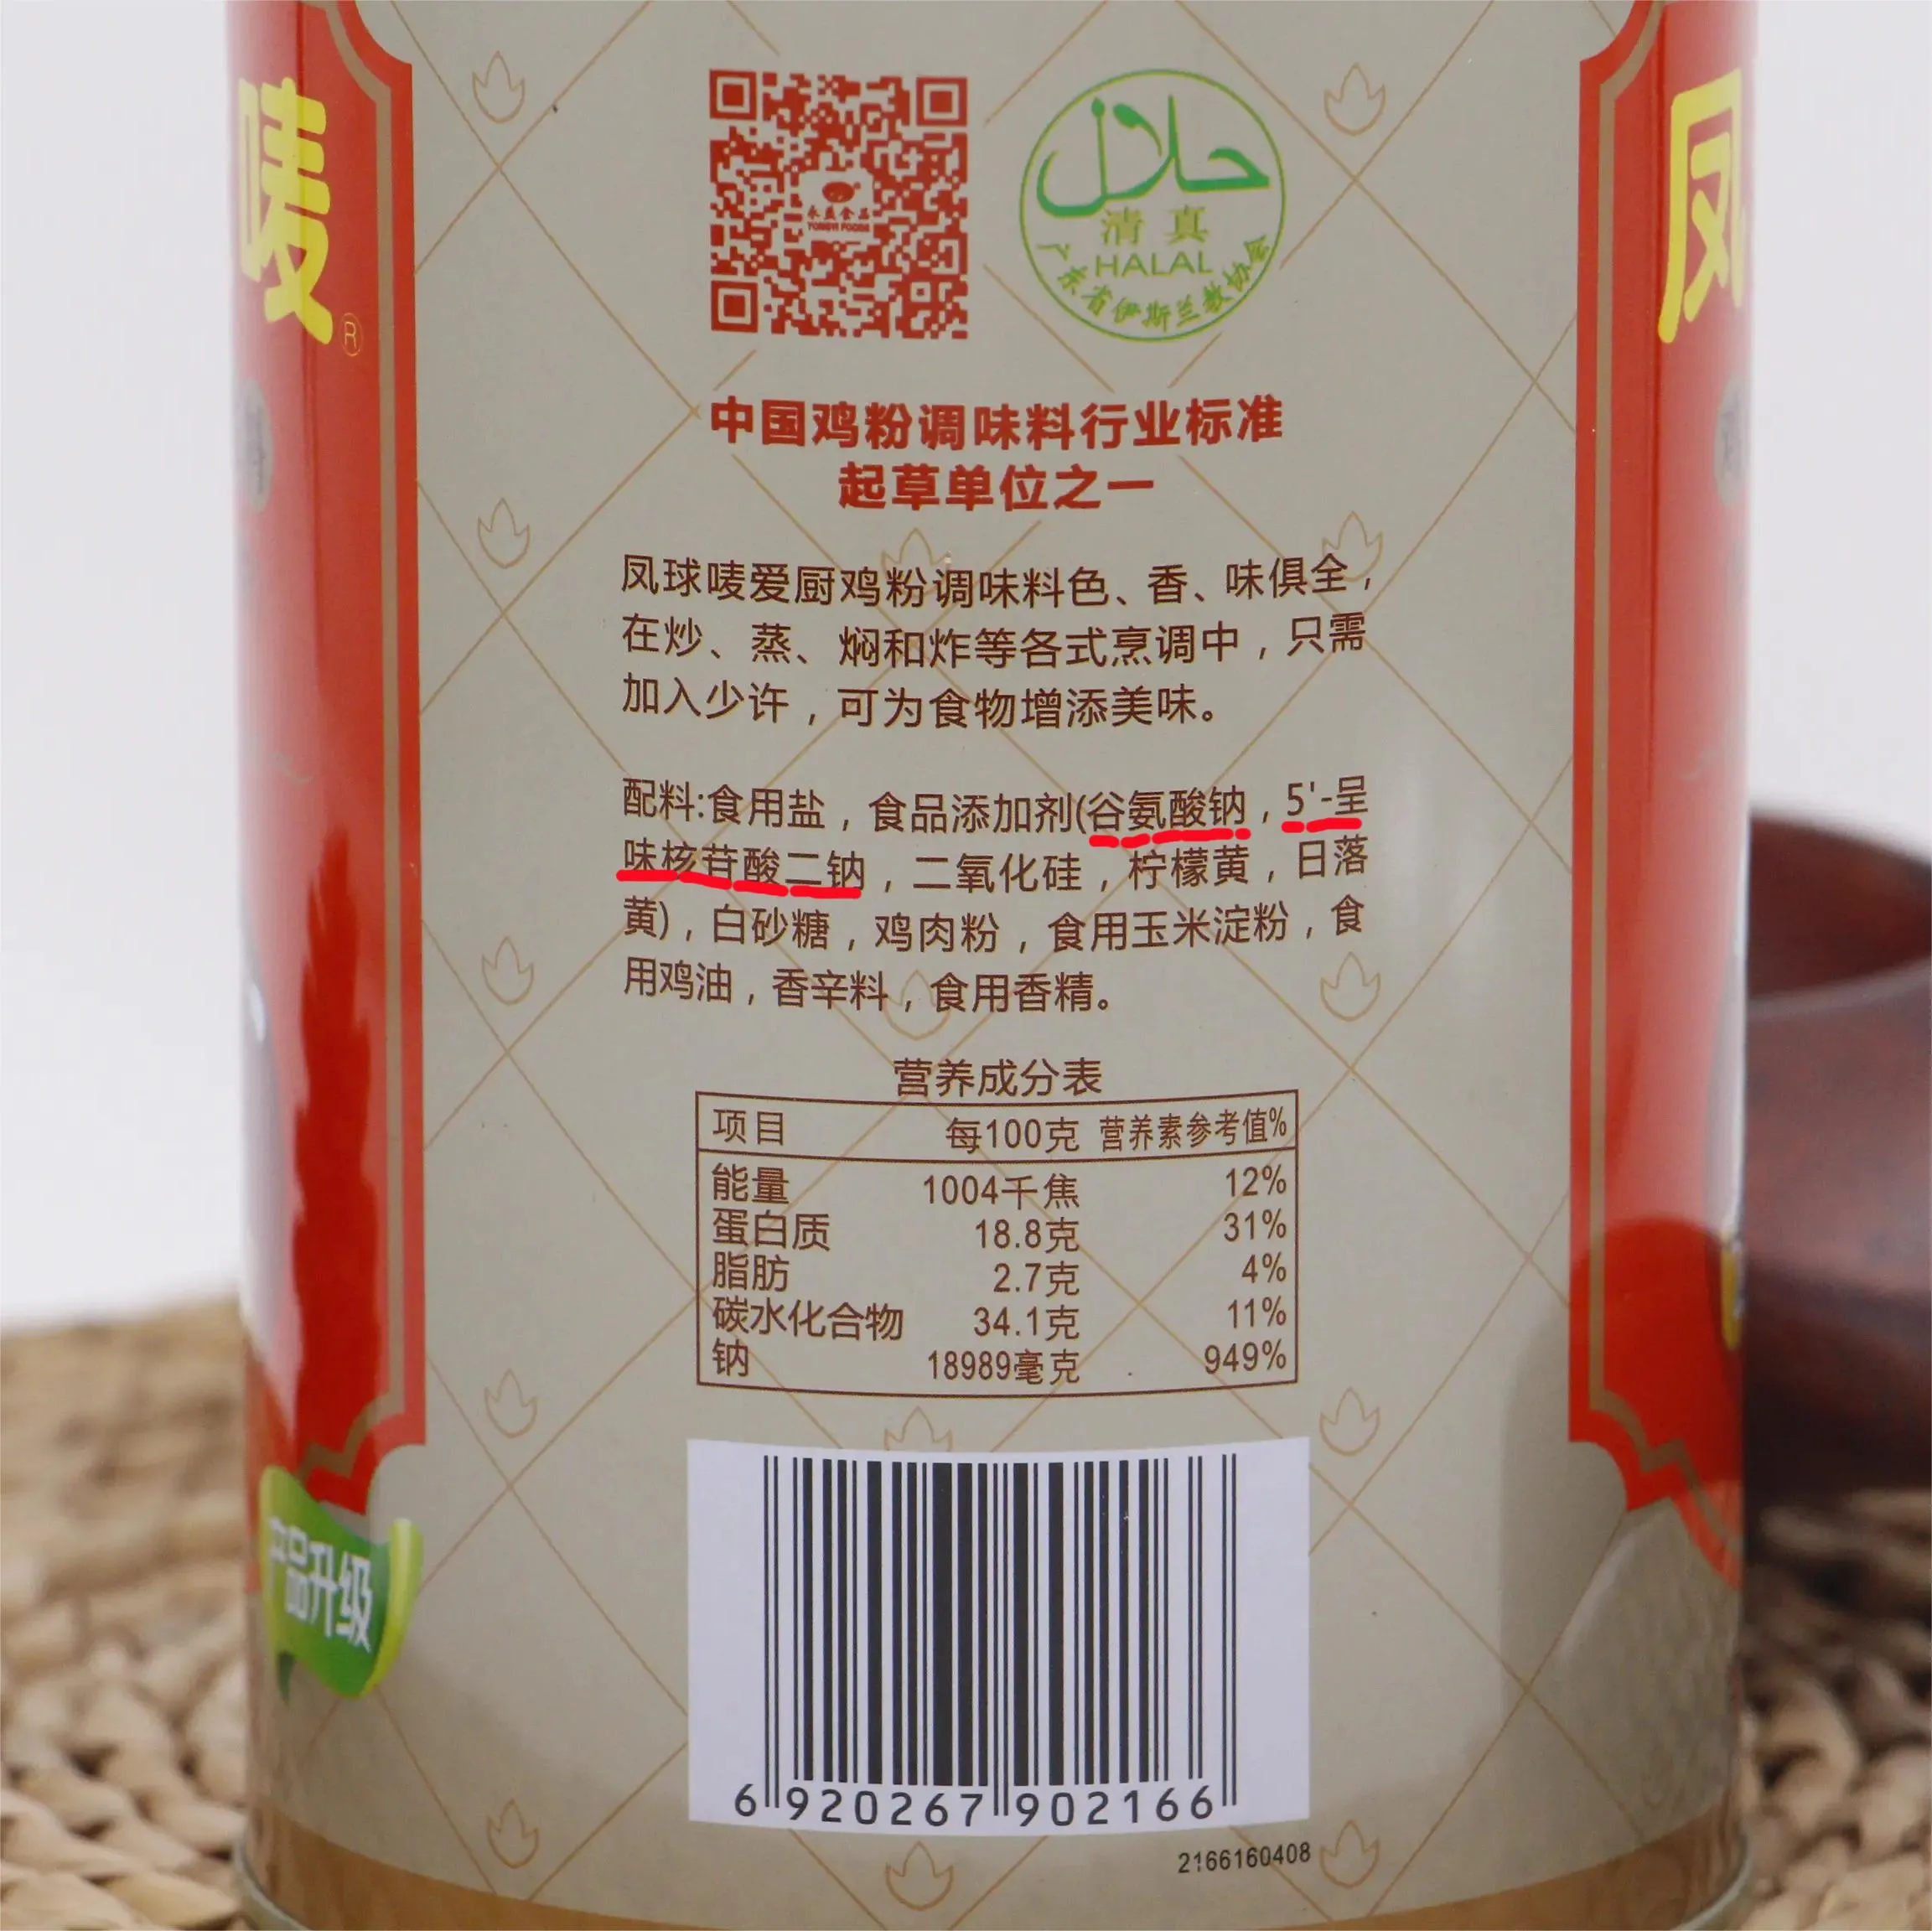 唛
®
凤
永益食品
YONGYI FOODS
حلال
清真
HALAL
广东省伊斯兰教协会
中国鸡粉调味料行业标准
起草单位之一
凤球唛爱厨鸡粉调味料色、香、味俱全，
在炒、蒸、焖和炸等各式烹调中，只需
加入少许，可为食物增添美味。
配料:食用盐，食品添加剂(谷氨酸钠，5'-呈
味核苷酸二钠，二氧化硅，柠檬黄，日落
黄)，白砂糖，鸡肉粉，食用玉米淀粉，食
用鸡油，香辛料，食用香精。
营养成分表
项目 每100克 营养素参考值%
能量 1004千焦 12%
蛋白质 18.8克 31%
脂肪 2.7克 4%
碳水化合物 34.1克 11%
钠 18989毫克 949%
产品升级
6 920267 902166
2166160408